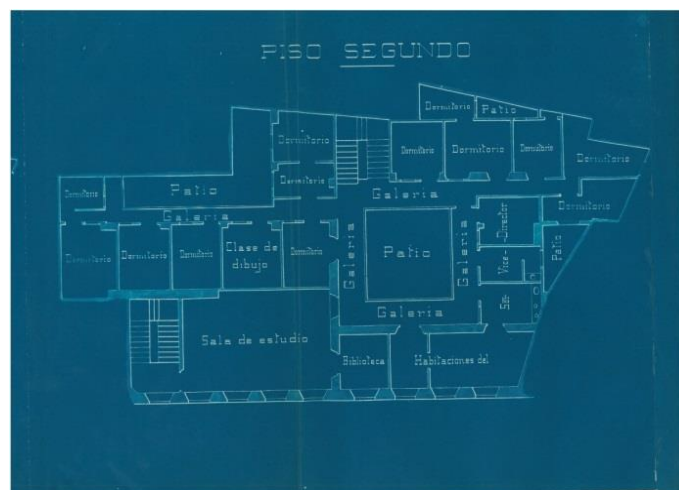 PISO SEGUNDO
Dormitorio
Patio
Dormitorio
Dormitorio
Dormitorio
Dormitorio
Dormitorio
Dormitorio
Dormitorio
Patio
Galeria
Dormitorio
Galeria
Director
Dormitorio
Dormitorio
Dormitorio
Dormitorio
Clase de
dibujo
Dormitorio
Galeria
Patio
Galeria
Vice-
Patio
Galeria
Sala de estudio
Biblioteca
Habitaciones del